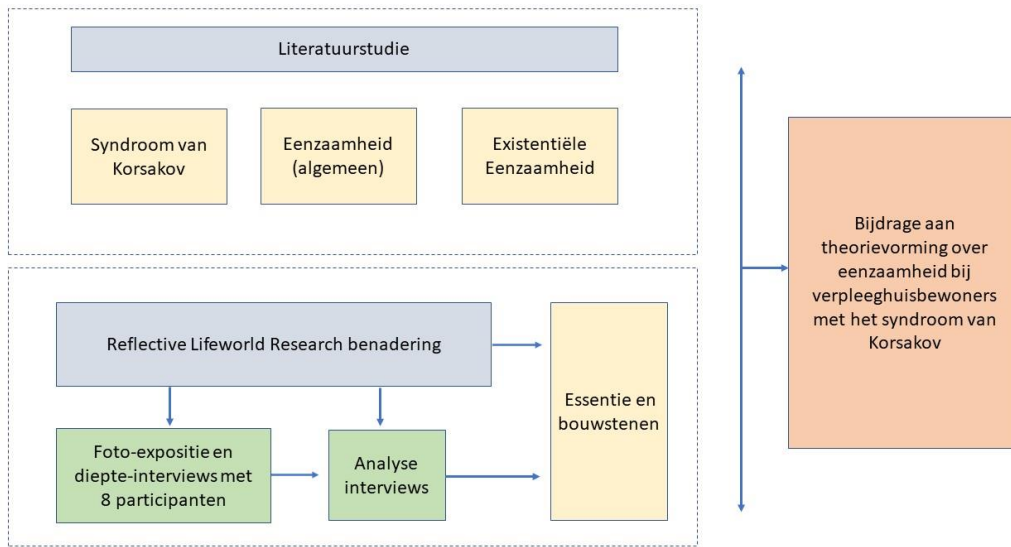 Literatuurstudie
Syndroom van
Korsakov
Eenzaamheid
(algemeen)
Existentiële
Eenzaamheid
Reflective Lifeworld Research benadering
Foto-expositie en
diepte-interviews met
8 participanten
Analyse
interviews
Essentie en
bouwstenen
Bijdrage aan
theorievorming over
eenzaamheid bij
verpleeghuisbewoners
met het syndroom van
Korsakov